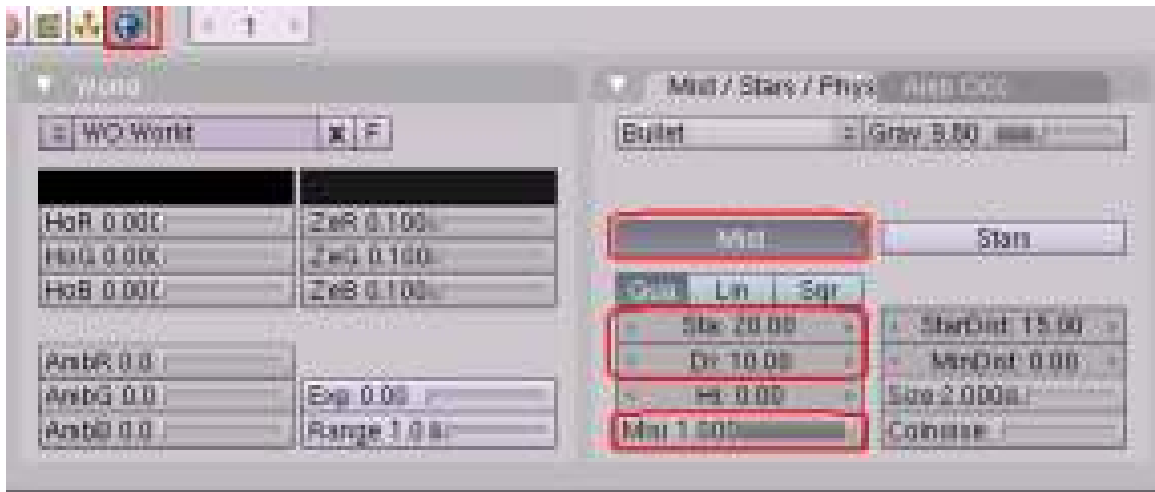 1
World
Mist / Stars / Phys
Amb Occ
WO:World
F
Bullet
Grav 9.80
HoR 0.000
ZeR 0.100
Mist
Stars
HoG 0.000
ZeG 0.100
HoB 0.000
ZeB 0.100
Lin
Sqr
Sta: 20.00
StarDist: 15.00
Di: 10.00
MinDist: 0.00
AmbR 0.0
AmbG 0.0
Exp 0.00
Hi: 0.00
Size 2.000
AmbB 0.0
Range 1.0
Misi 1.000
Colnoise